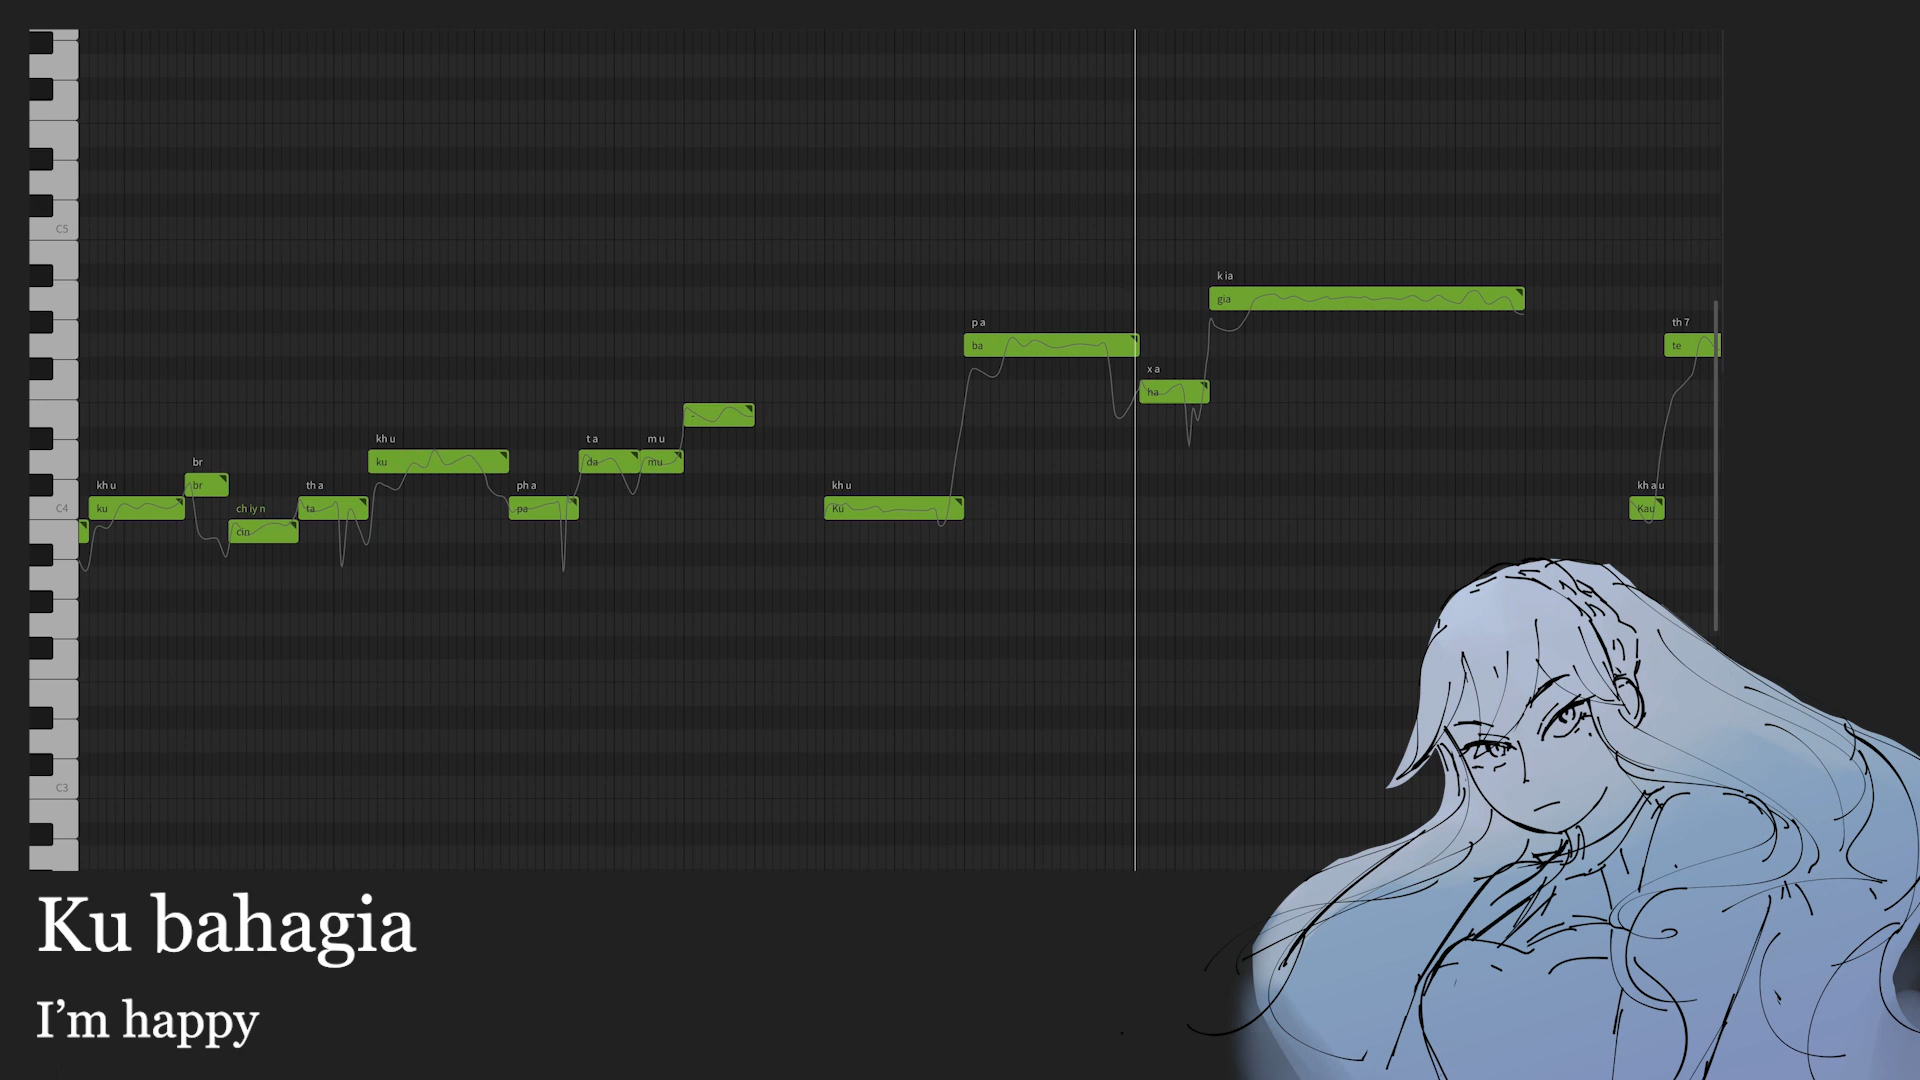 C5
k ia
gia
p a
th 7
ba
te
x a
ha
-
kh u
t a
m u
ku
da
mu
br
kh u
br
ph a
kh u
kh a u
C4
ku
ch iy n
th a
ta
pa
Ku
Kau
cin
C3
Ku bahagia
I'm happy